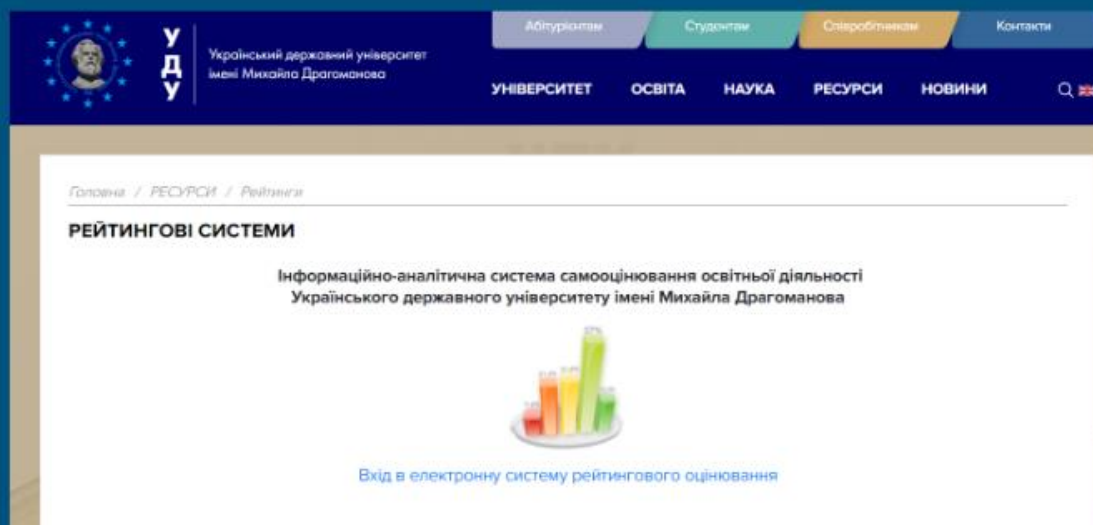 Абітурієнтам
Студентам
Співробітникам
Контакти
УДУ
Український державний університет
імені Михайла Драгоманова
УНІВЕРСИТЕТ
ОСВІТА
НАУКА
РЕСУРСИ
НОВИНИ
Головна / РЕСУРСИ / Рейтинги
РЕЙТИНГОВІ СИСТЕМИ
Інформаційно-аналітична система самооцінювання освітньої діяльності
Українського державного університету імені Михайла Драгоманова
Вхід в електронну систему рейтингового оцінювання